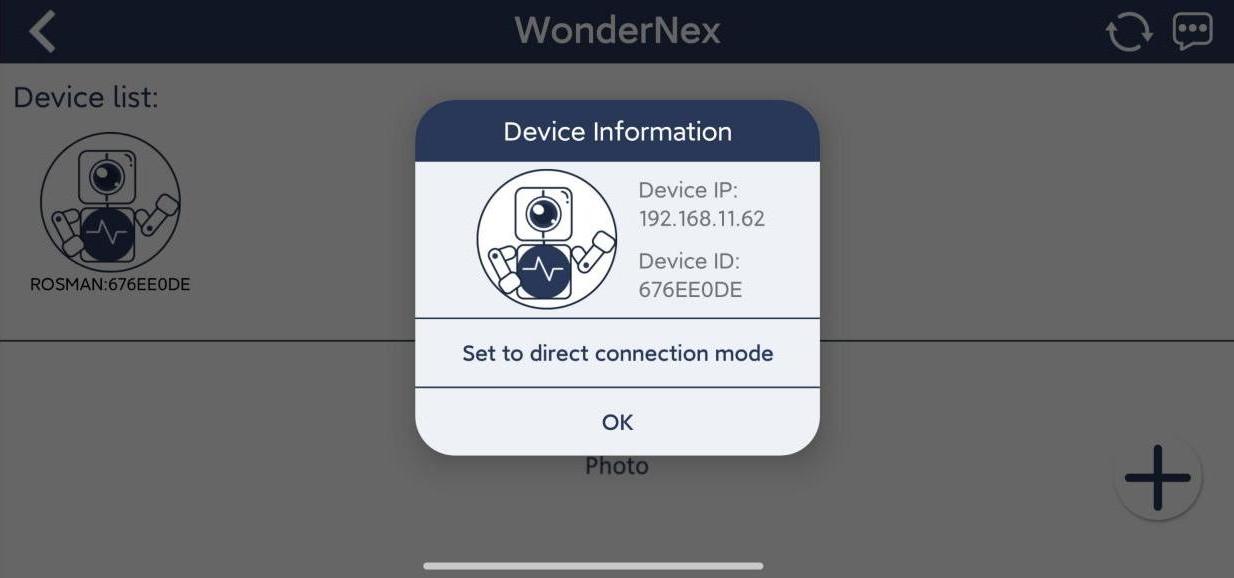 WonderNex
Device list:
ROSMAN:676EE0DE
Device Information
Device IP:
192.168.11.62
Device ID:
676EE0DE
Set to direct connection mode
OK
Photo